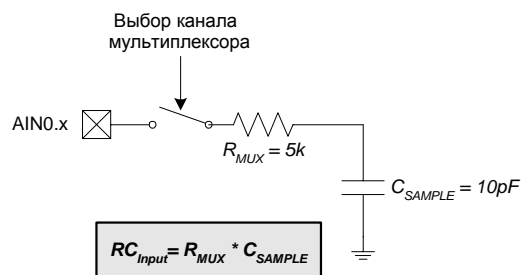 Выбор канала
мультиплексора
AIN0.x
R_MUX = 5k
C_SAMPLE = 10pF
RC_Input = R_MUX * C_SAMPLE